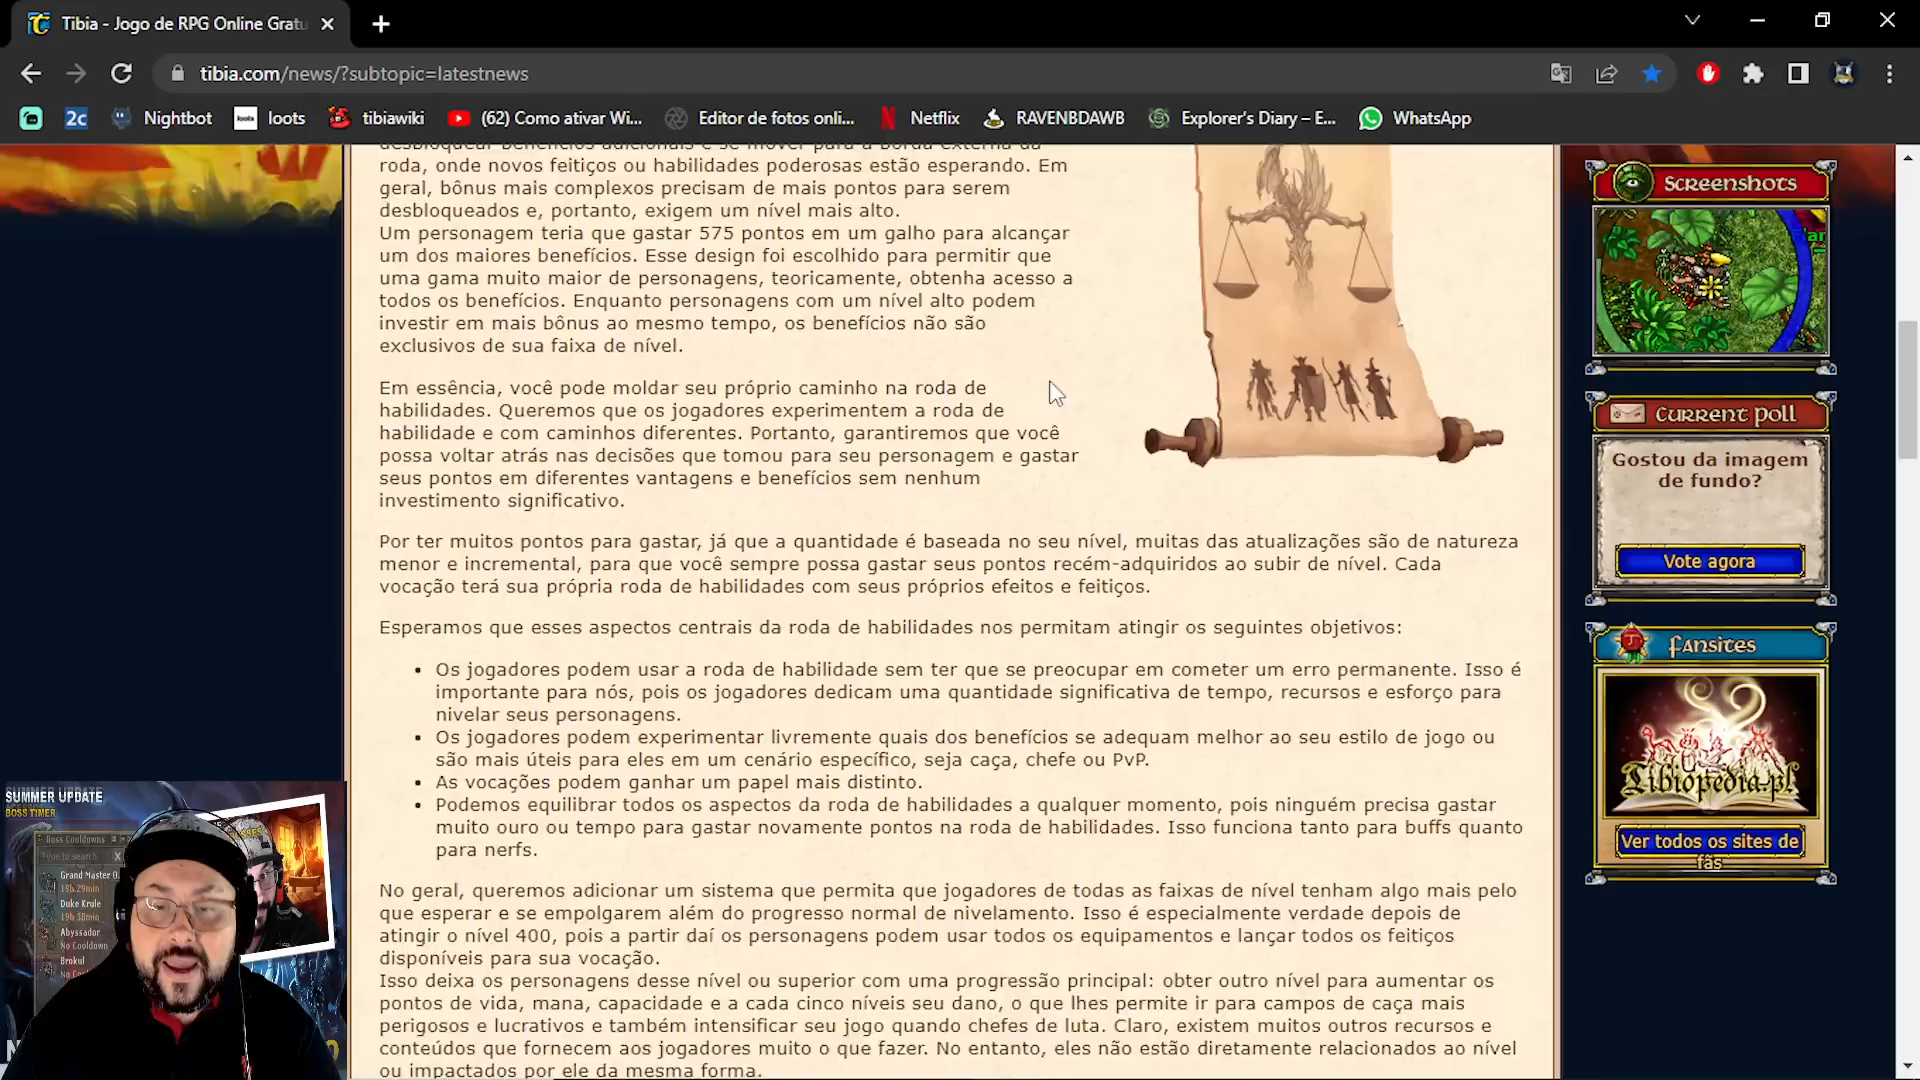 Tibia - Jogo de RPG Online Gratu
tibia.com/news/?subtopic=latestnews
2c Nightbot loots loots tibiawiki (62) Como ativar Wi... Editor de fotos onli... Netflix RAVENBDAWB Explorer's Diary – E... WhatsApp
desbloquear benefícios adicionais e se mover para a borda externa da
roda, onde novos feitiços ou habilidades poderosas estão esperando. Em
geral, bônus mais complexos precisam de mais pontos para serem
desbloqueados e, portanto, exigem um nível mais alto.
Um personagem teria que gastar 575 pontos em um galho para alcançar
um dos maiores benefícios. Esse design foi escolhido para permitir que
uma gama muito maior de personagens, teoricamente, obtenha acesso a
todos os benefícios. Enquanto personagens com um nível alto podem
investir em mais bônus ao mesmo tempo, os benefícios não são
exclusivos de sua faixa de nível.
Em essência, você pode moldar seu próprio caminho na roda de
habilidades. Queremos que os jogadores experimentem a roda de
habilidade e com caminhos diferentes. Portanto, garantiremos que você
possa voltar atrás nas decisões que tomou para seu personagem e gastar
seus pontos em diferentes vantagens e benefícios sem nenhum
investimento significativo.
Por ter muitos pontos para gastar, já que a quantidade é baseada no seu nível, muitas das atualizações são de natureza
menor e incremental, para que você sempre possa gastar seus pontos recém-adquiridos ao subir de nível. Cada
vocação terá sua própria roda de habilidades com seus próprios efeitos e feitiços.
Esperamos que esses aspectos centrais da roda de habilidades nos permitam atingir os seguintes objetivos:
• Os jogadores podem usar a roda de habilidade sem ter que se preocupar em cometer um erro permanente. Isso é
importante para nós, pois os jogadores dedicam uma quantidade significativa de tempo, recursos e esforço para
nivelar seus personagens.
• Os jogadores podem experimentar livremente quais dos benefícios se adequam melhor ao seu estilo de jogo ou
são mais úteis para eles em um cenário específico, seja caça, chefe ou PvP.
• As vocações podem ganhar um papel mais distinto.
• Podemos equilibrar todos os aspectos da roda de habilidades a qualquer momento, pois ninguém precisa gastar
muito ouro ou tempo para gastar novamente pontos na roda de habilidades. Isso funciona tanto para buffs quanto
para nerfs.
No geral, queremos adicionar um sistema que permita que jogadores de todas as faixas de nível tenham algo mais pelo
que esperar e se empolgarem além do progresso normal de nivelamento. Isso é especialmente verdade depois de
atingir o nível 400, pois a partir daí os personagens podem usar todos os equipamentos e lançar todos os feitiços
disponíveis para sua vocação.
Isso deixa os personagens desse nível ou superior com uma progressão principal: obter outro nível para aumentar os
pontos de vida, mana, capacidade e a cada cinco níveis seu dano, o que lhes permite ir para campos de caça mais
perigosos e lucrativos e também intensificar seu jogo quando chefes de luta. Claro, existem muitos outros recursos e
conteúdos que fornecem aos jogadores muito o que fazer. No entanto, eles não estão diretamente relacionados ao nível
ou impactados por ele da mesma forma.
Screenshots
Current Poll
Gostou da imagem
de fundo?
Vote agora
Fansites
Tibiopedia.pl
Ver todos os sites de
fãs
SUMMER UPDATE
BOSS TIMER
Boss Cooldowns
Type to search
Grand Master O.
19h 29min
Duke Krule
19h 38min
Abyssador
No Cooldown
Brokul